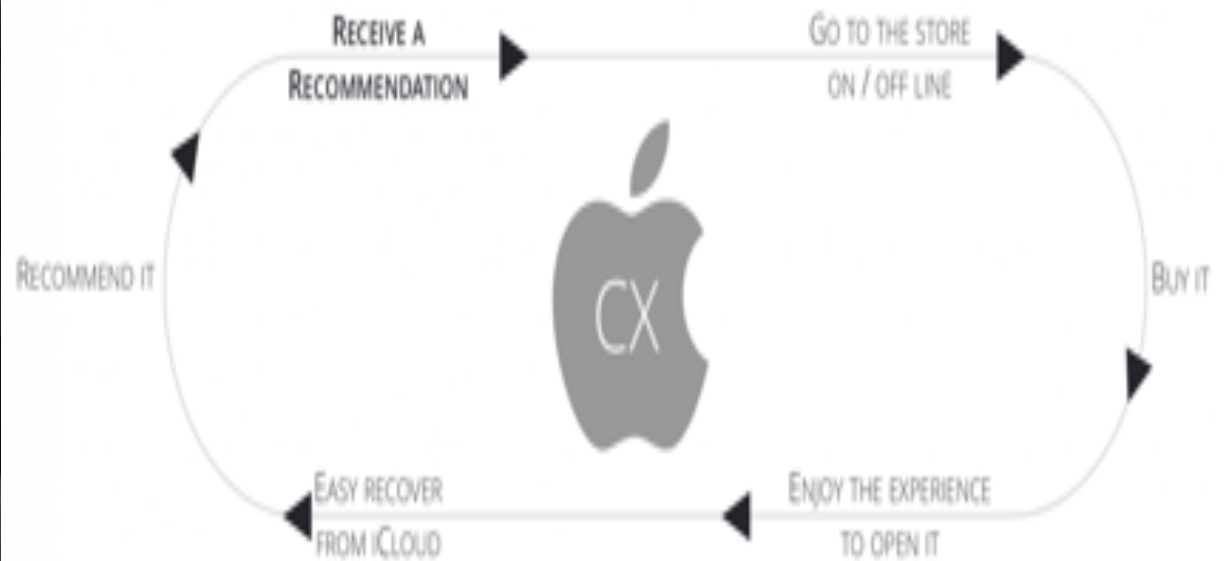 RECEIVE A
RECOMMENDATION
GO TO THE STORE
ON / OFF LINE
BUY IT
ENJOY THE EXPERIENCE
TO OPEN IT
EASY RECOVER
FROM ICLOUD
RECOMMEND IT
CX